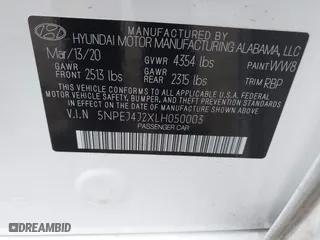 MANUFACTURED BY
HYUNDAI MOTOR MANUFACTURING ALABAMA, LLC
Mar/13/20 GVWR 4354 lbs PAINT WW8
GAWR FRONT 2513 lbs GAWR REAR 2315 lbs TRIM RBP
THIS VEHICLE CONFORMS TO ALL APPLICABLE
FEDERAL MOTOR VEHICLE SAFETY, BUMPER, AND
THEFT PREVENTION STANDARDS IN EFFECT ON THE
DATE OF MANUFACTURE SHOWN ABOVE.
V.I.N 5NPEJ4J2XLH050003
PASSENGER CAR
DREAMBID